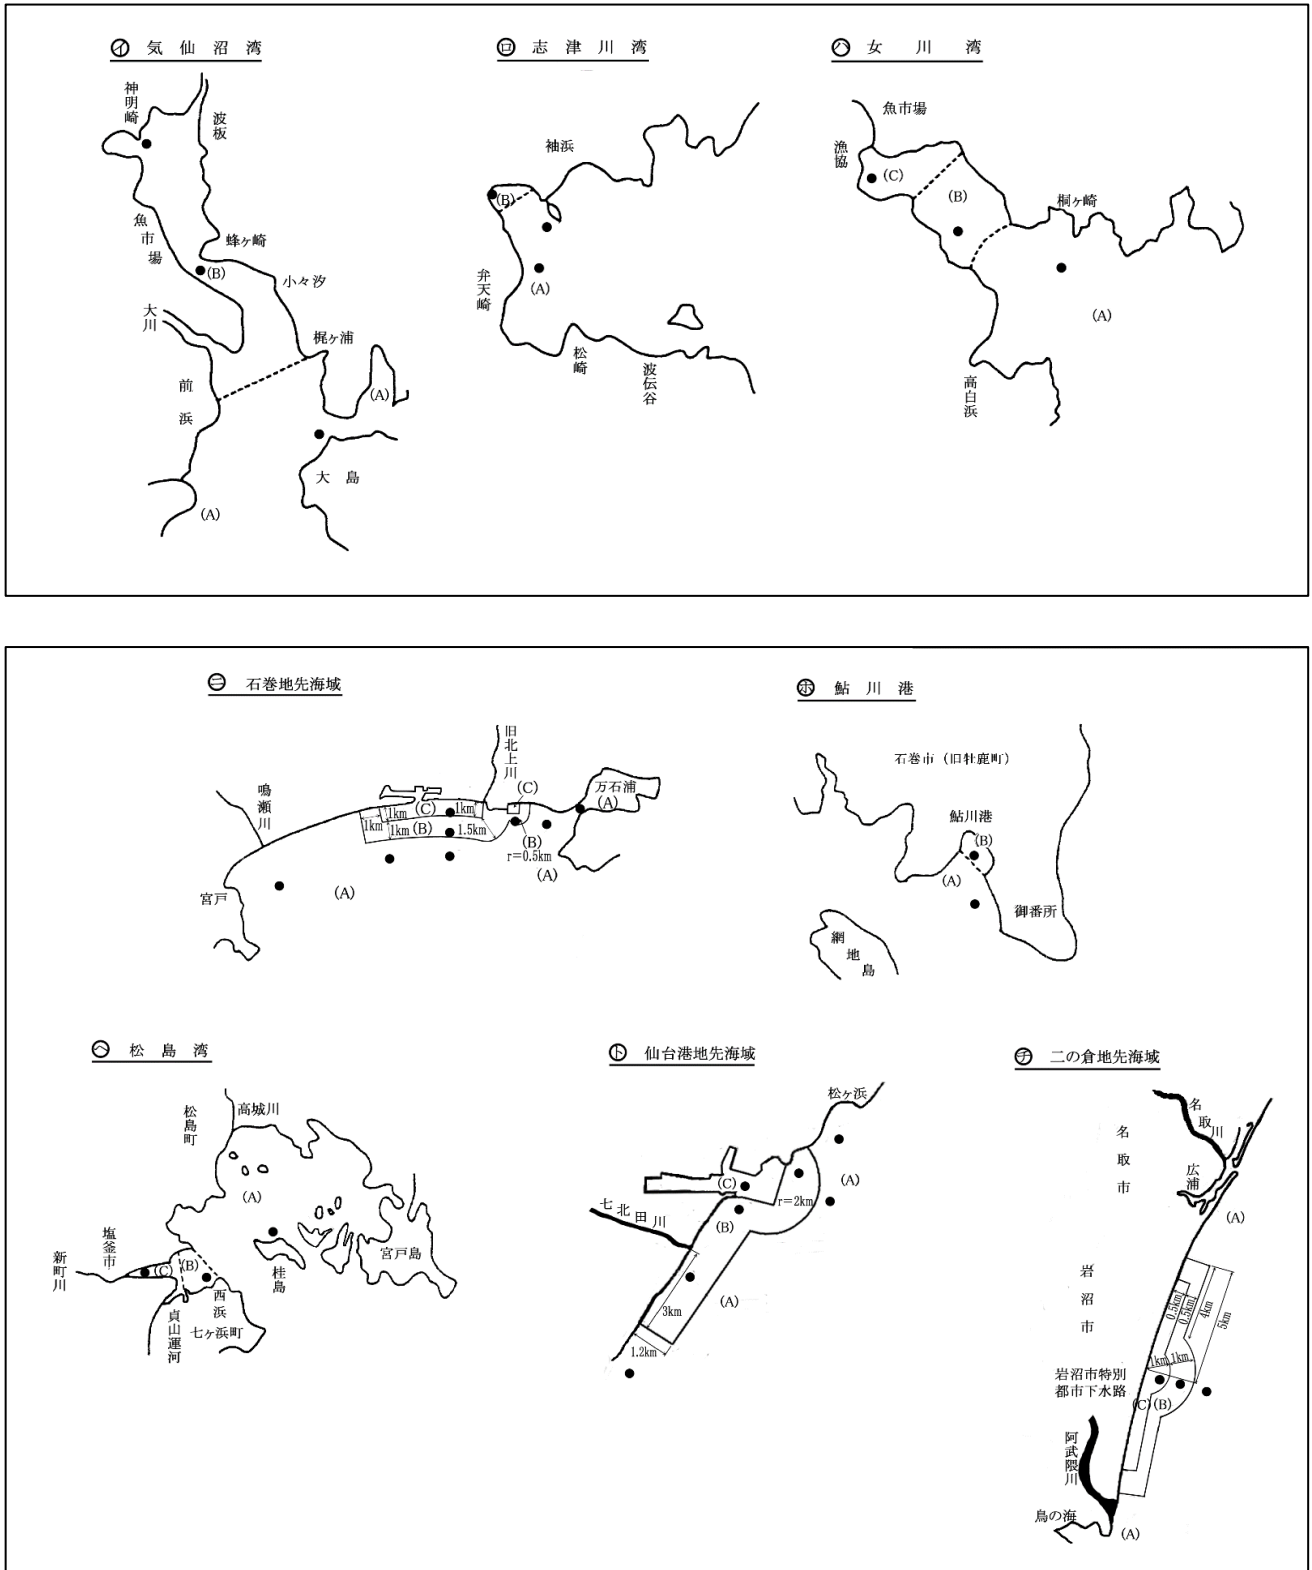 ㋑ 気仙沼湾
神明崎
波板
魚市場
蜂ヶ崎
(B)
小々汐
大川
梶ヶ浦
前浜
(A)
大島
(A)
㋺ 志津川湾
袖浜
(B)
弁天崎
(A)
松崎
波伝谷
㋩ 女川湾
魚市場
漁協
(C)
(B)
桐ヶ崎
(A)
高白浜
㋥ 石巻地先海域
旧北上川
鳴瀬川
万石浦
(A)
(C)
1km
(C)
1km
1km
1km
(B)
1.5km
(B)
r=0.5km
(A)
(A)
宮戸
㋭ 鮎川港
石巻市（旧牡鹿町）
鮎川港
(B)
(A)
御番所
網地島
㋬ 松島湾
松島町
高城川
(A)
塩釜市
新町川
(C)
(B)
西浜
桂島
宮戸島
貞山運河
七ヶ浜町
㋣ 仙台港地先海域
松ヶ浜
(C)
(A)
r=2km
七北田川
(B)
(A)
3km
1.2km
㋠ 二の倉地先海域
名取川
名取市
広浦
(A)
岩沼市
0.5km
0.5km
4km
5km
1km
1km
岩沼市特別
都市下水路
(C)
(B)
阿武隈川
鳥の海
(A)